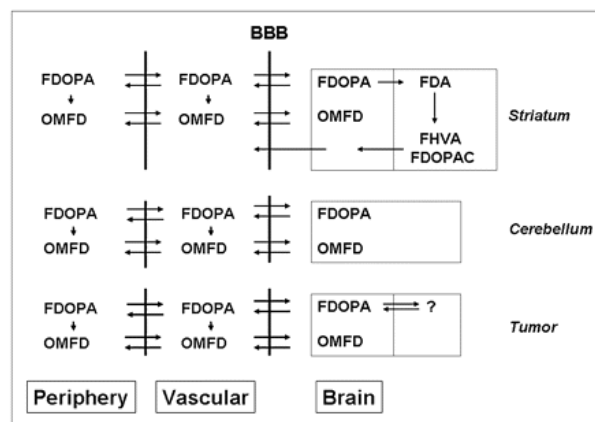 BBB
FDOPA FDOPA FDOPA FDA
OMFD OMFD OMFD Striatum
FHVA
FDOPAC
FDOPA FDOPA FDOPA
Cerebellum
OMFD OMFD OMFD
FDOPA FDOPA FDOPA ?
Tumor
OMFD OMFD OMFD
Periphery Vascular Brain